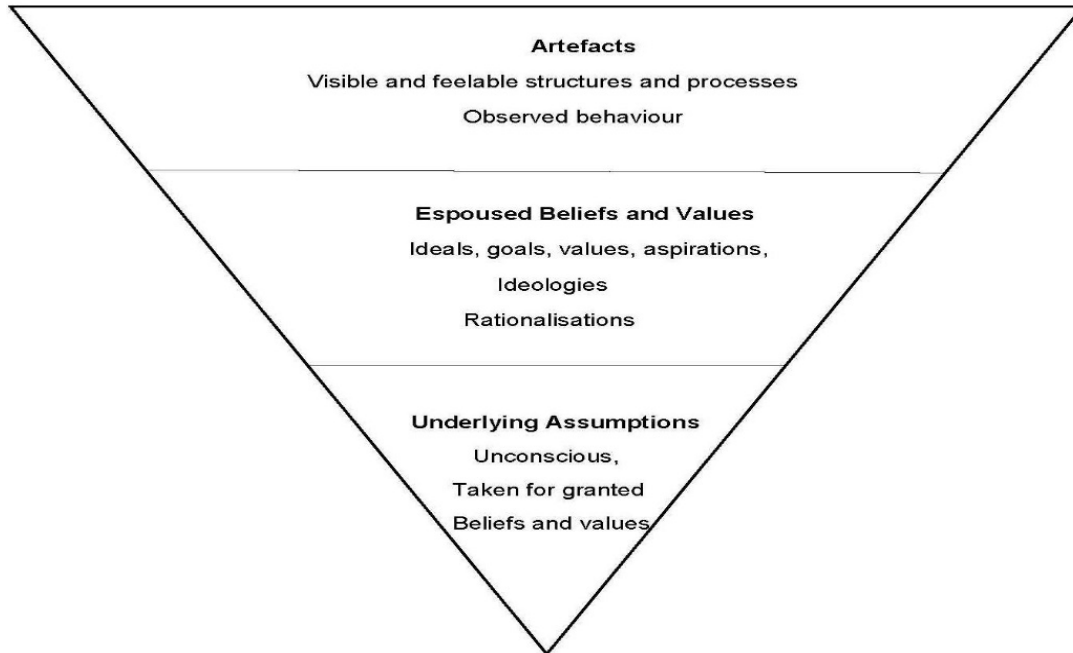 Artefacts
Visible and feelable structures and processes
Observed behaviour
Espoused Beliefs and Values
Ideals, goals, values, aspirations,
Ideologies
Rationalisations
Underlying Assumptions
Unconscious,
Taken for granted
Beliefs and values